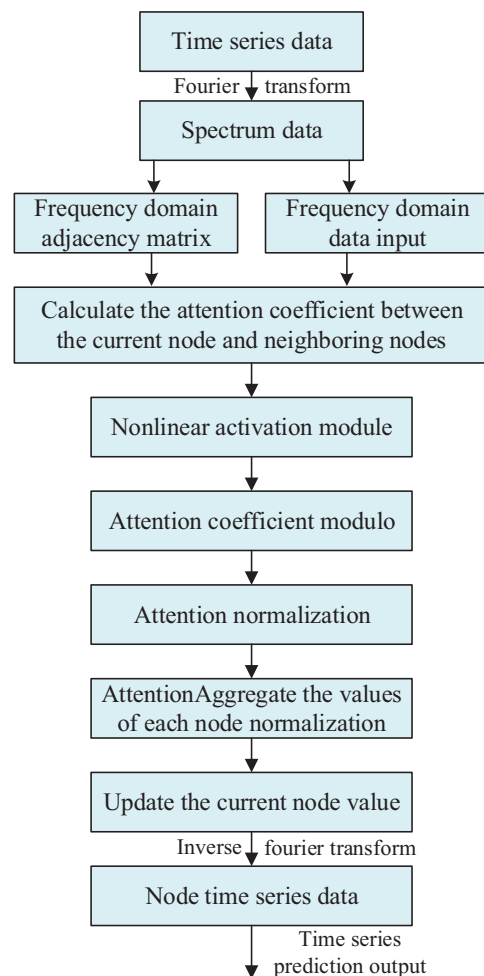 Time series data
Fourier transform
Spectrum data
Frequency domain
adjacency matrix
Frequency domain
data input
Calculate the attention coefficient between
the current node and neighboring nodes
Nonlinear activation module
Attention coefficient modulo
Attention normalization
AttentionAggregate the values
of each node normalization
Update the current node value
Inverse fourier transform
Node time series data
Time series
prediction output